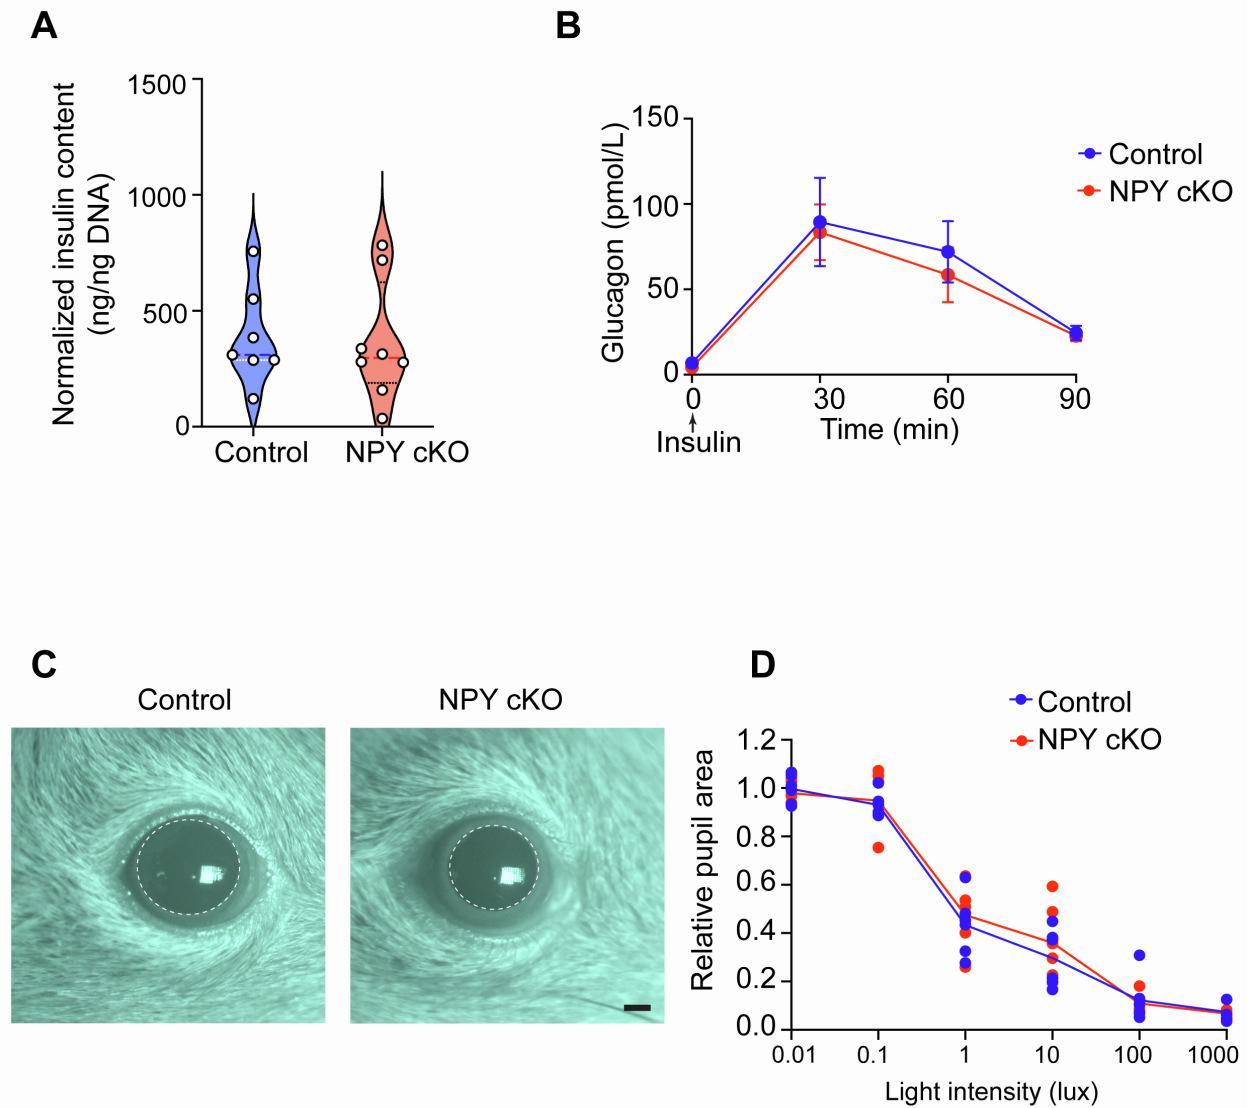 A
Normalized insulin content
(ng/ng DNA)
1500
1000
500
0
Control
NPY cKO
B
Glucagon (pmol/L)
150
100
50
0
0
30
60
90
Insulin
Time (min)
Control
NPY cKO
C
Control
NPY cKO
D
Control
NPY cKO
Relative pupil area
1.2
1.0
0.8
0.6
0.4
0.2
0.0
0.01
0.1
1
10
100
1000
Light intensity (lux)